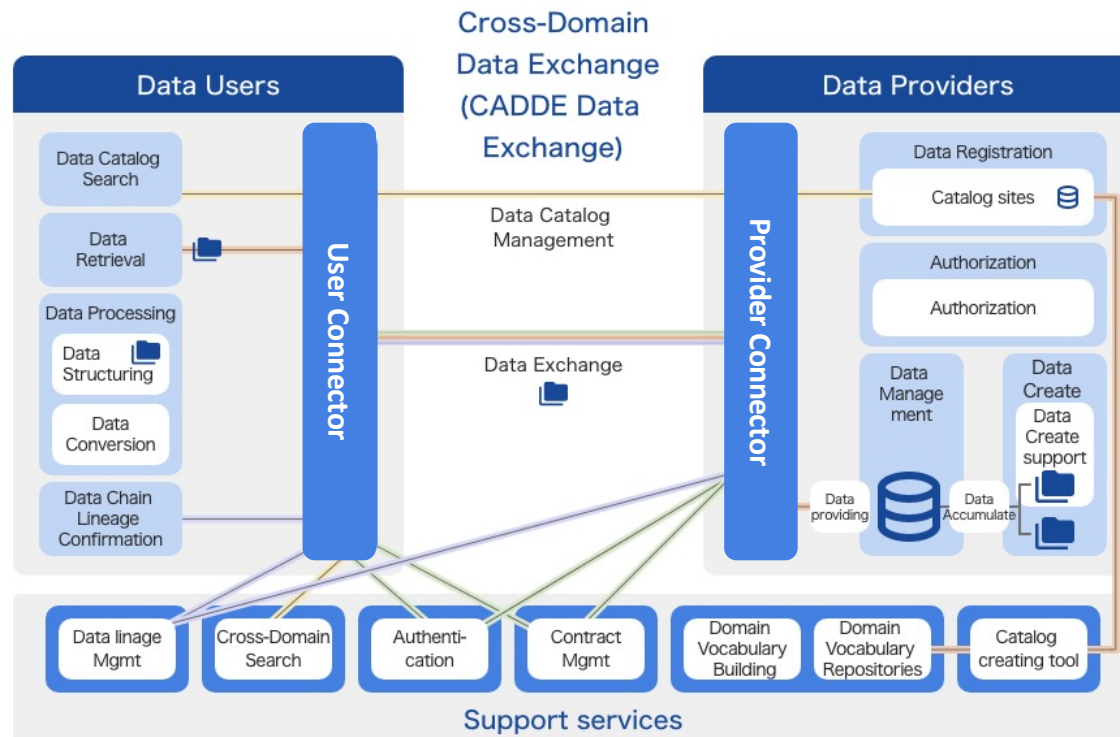 Cross-Domain
Data Exchange
(CADDE Data
Exchange)
Data Users
Data Catalog
Search
Data
Retrieval
Data Processing
Data
Structuring
Data
Conversion
Data Chain
Lineage
Confirmation
User Connector
Data Catalog
Management
Data Exchange
Provider Connector
Data Providers
Data Registration
Catalog sites
Authorization
Authorization
Data
Manage
ment
Data
Create
Data
Create
support
Data
providing
Data
Accumulate
Data linage
Mgmt
Cross-Domain
Search
Authenti-
cation
Contract
Mgmt
Domain
Vocabulary
Building
Domain
Vocabulary
Repositories
Catalog
creating tool
Support services